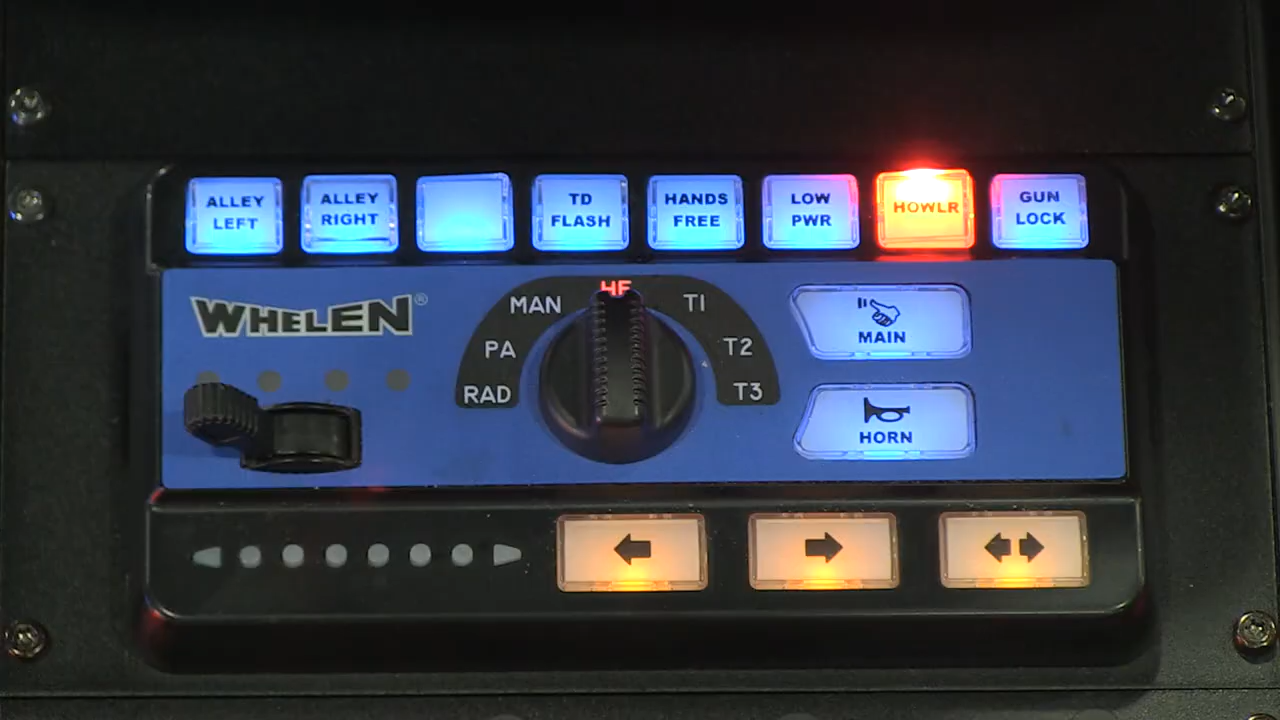 ALLEY
LEFT
ALLEY
RIGHT
TD
FLASH
HANDS
FREE
LOW
PWR
HOWLR
GUN
LOCK
WHELEN®
RAD
PA
MAN
HF
T1
T2
T3
MAIN
HORN